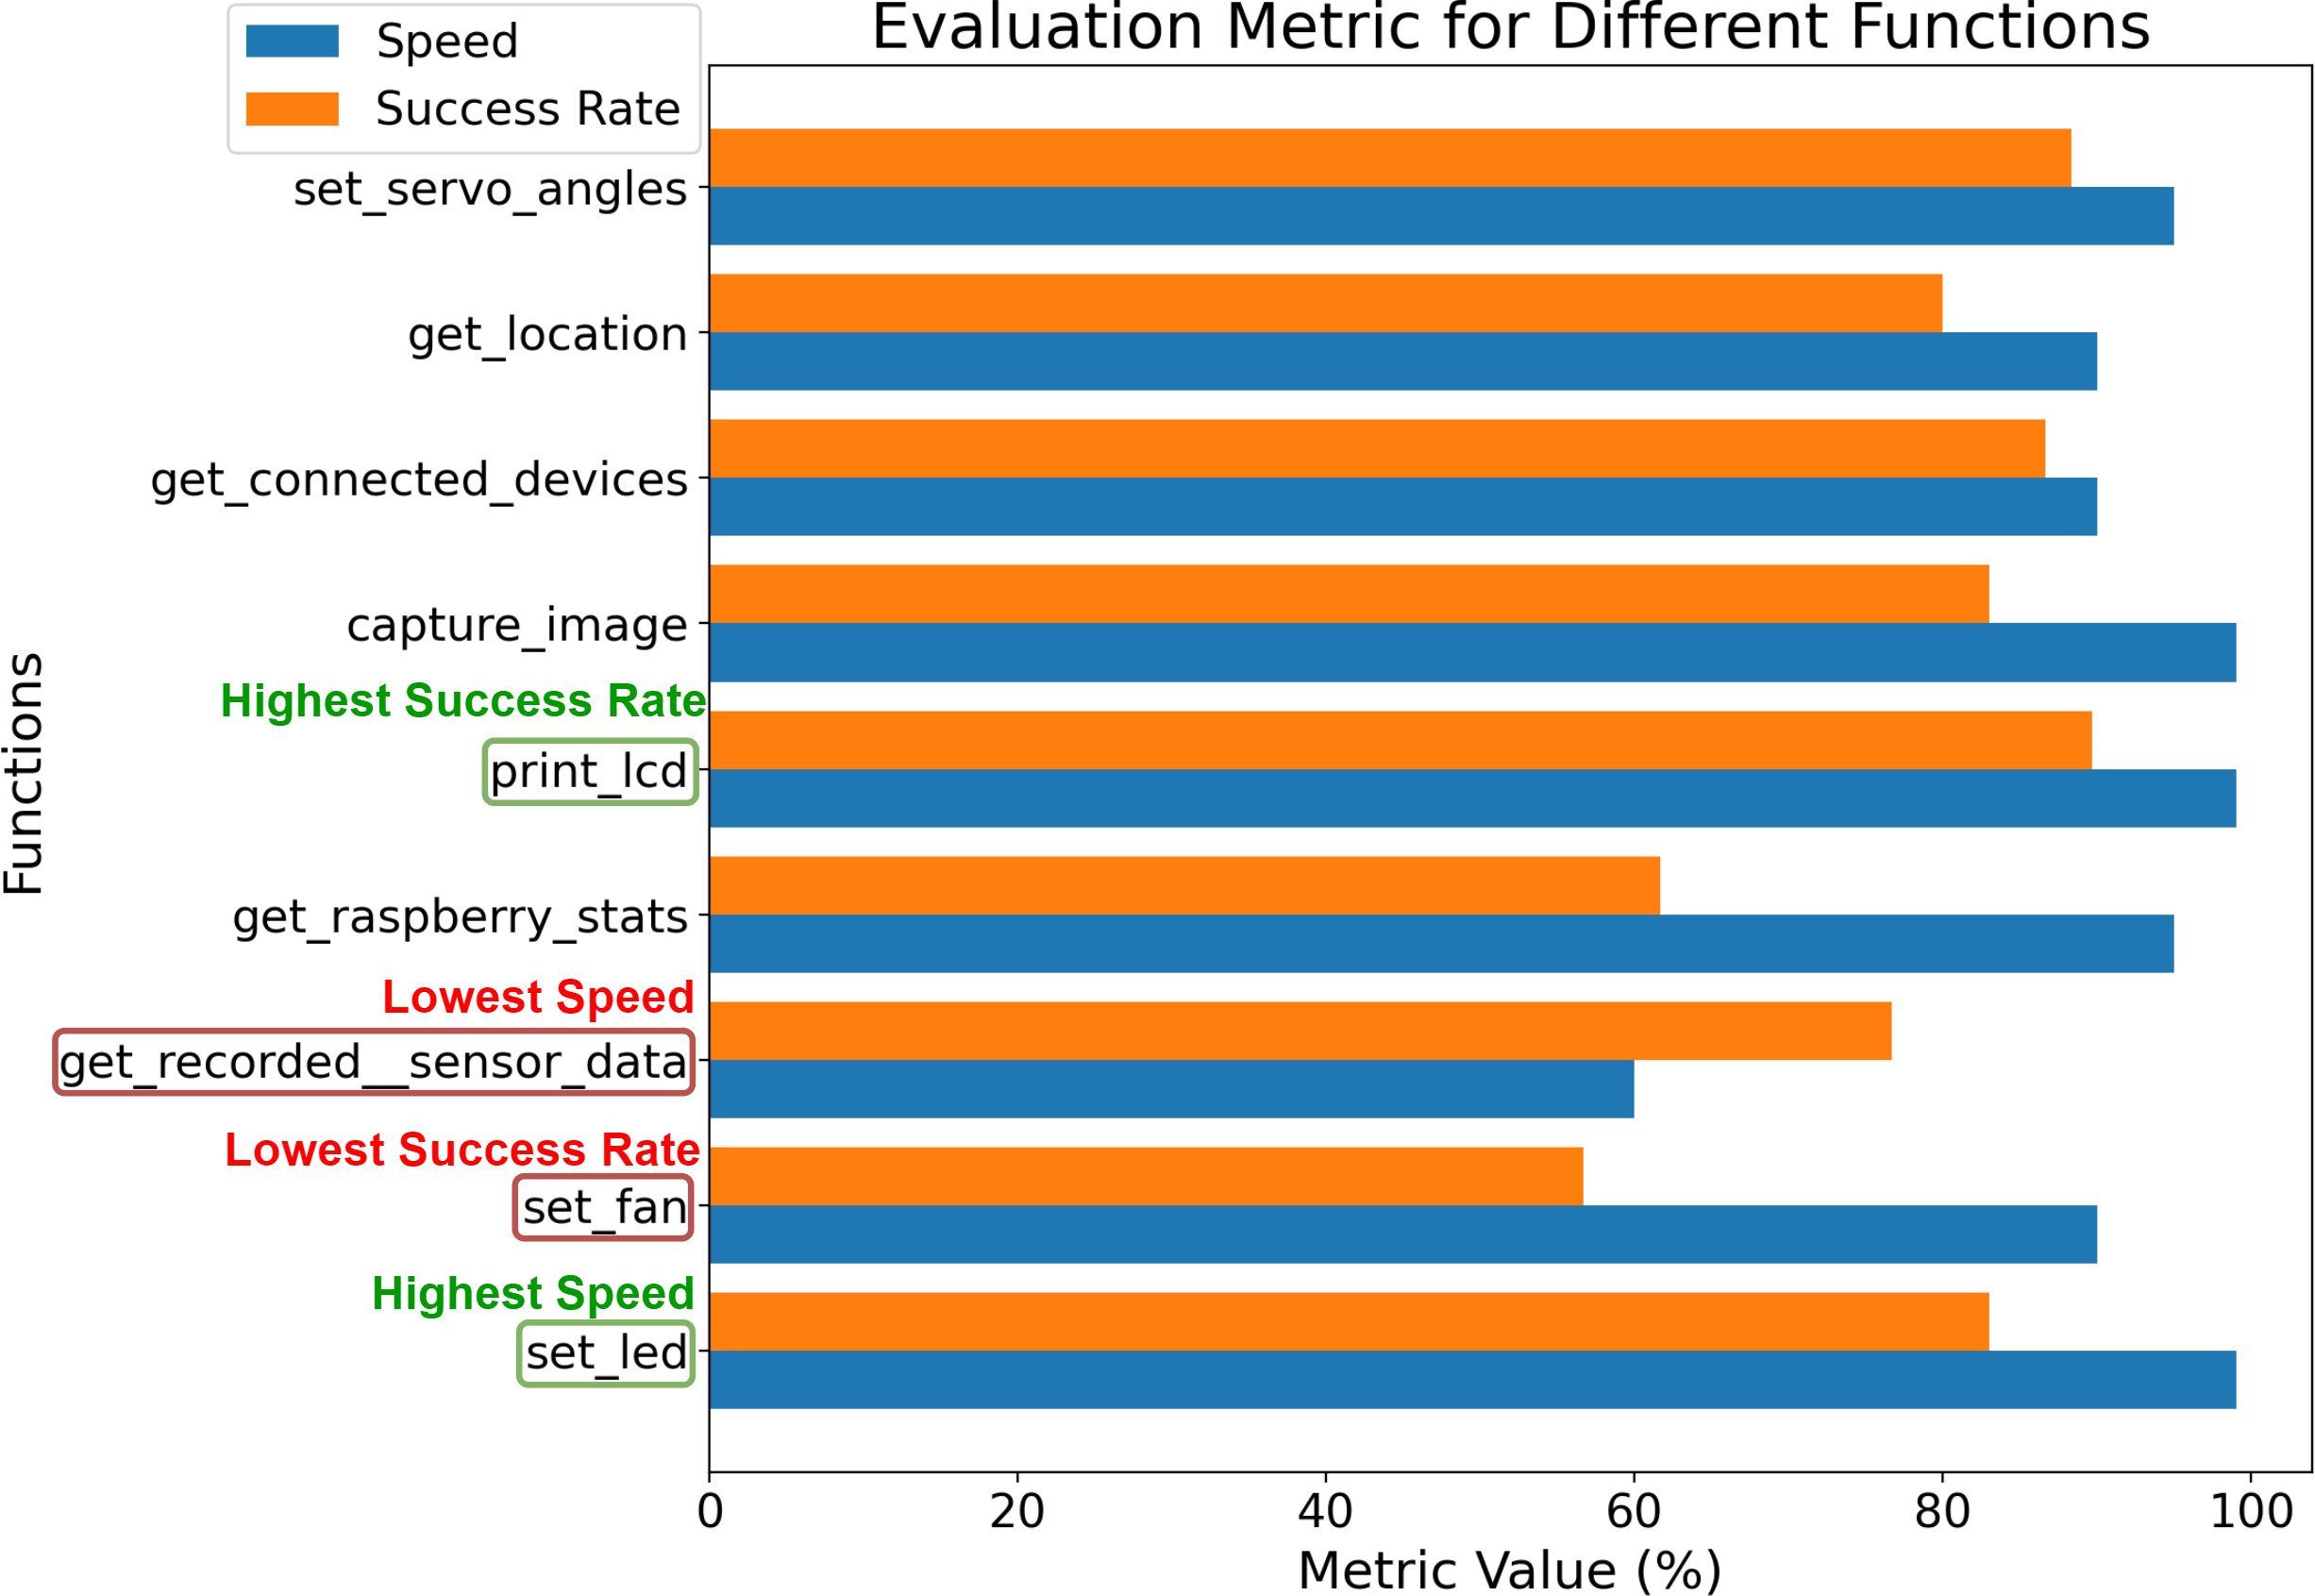 Evaluation Metric for Different Functions
Speed
Success Rate
set_servo_angles
get_location
get_connected_devices
capture_image
Highest Success Rate
print_lcd
get_raspberry_stats
Lowest Speed
get_recorded__sensor_data
Lowest Success Rate
set_fan
Highest Speed
set_led
Functions
0 20 40 60 80 100
Metric Value (%)